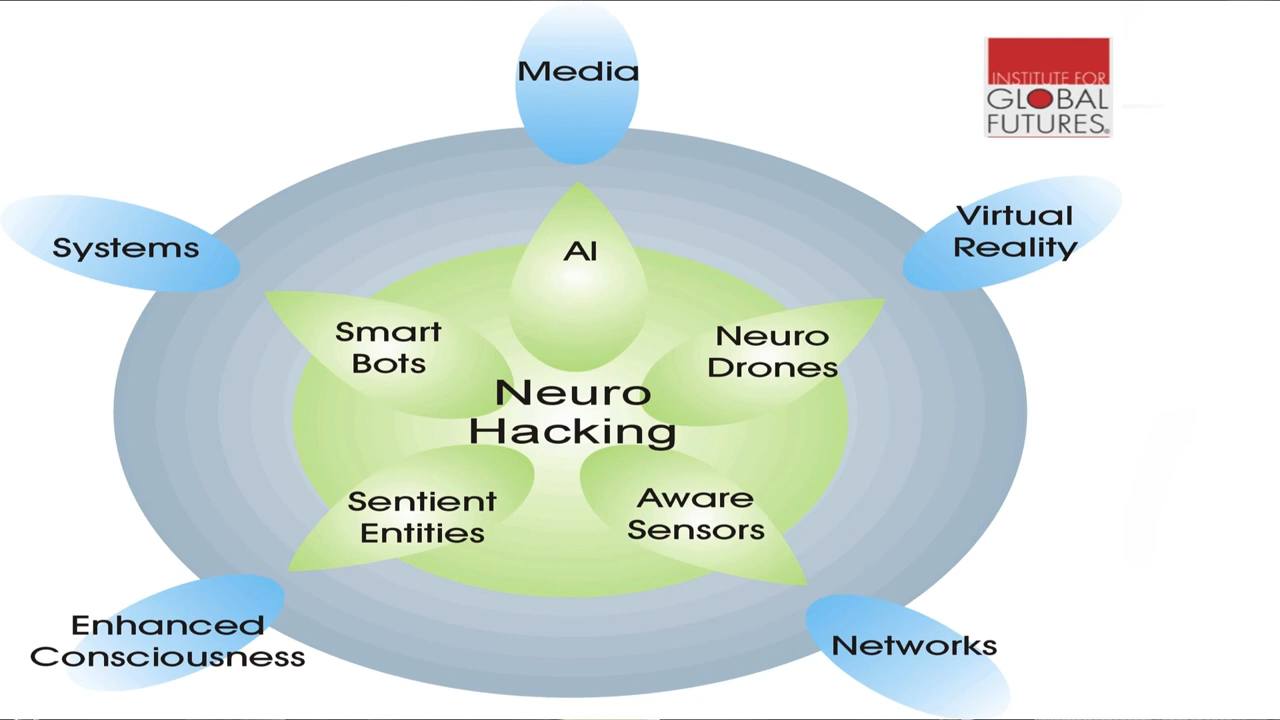 Media
INSTITUTE FOR
GLOBAL
FUTURES®
Systems
Virtual
Reality
AI
Smart
Bots
Neuro
Drones
Neuro
Hacking
Sentient
Entities
Aware
Sensors
Enhanced
Consciousness
Networks